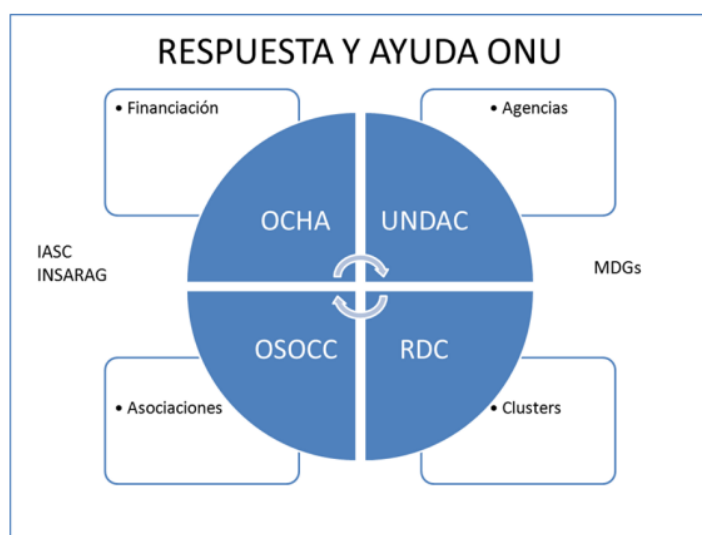 RESPUESTA Y AYUDA ONU
• Financiación
• Agencias
OCHA
UNDAC
IASC
INSARAG
MDGs
OSOCC
RDC
• Asociaciones
• Clusters